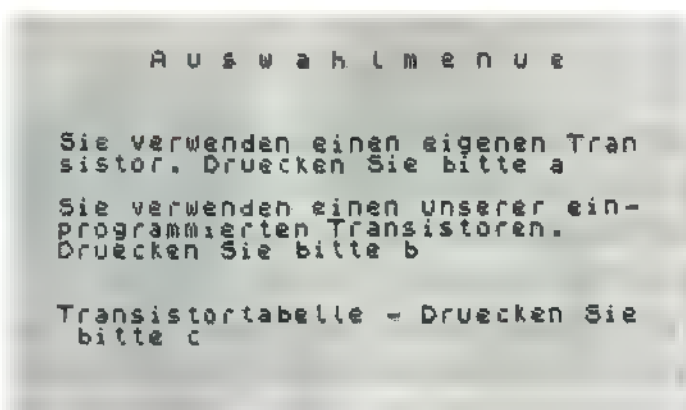 A u s w a h l m e n u e
Sie verwenden einen eigenen Tran
sistor. Druecken Sie bitte a
Sie verwenden einen unserer ein-
programmierten Transistoren.
Druecken Sie bitte b
Transistortabelle - Druecken Sie
bitte c